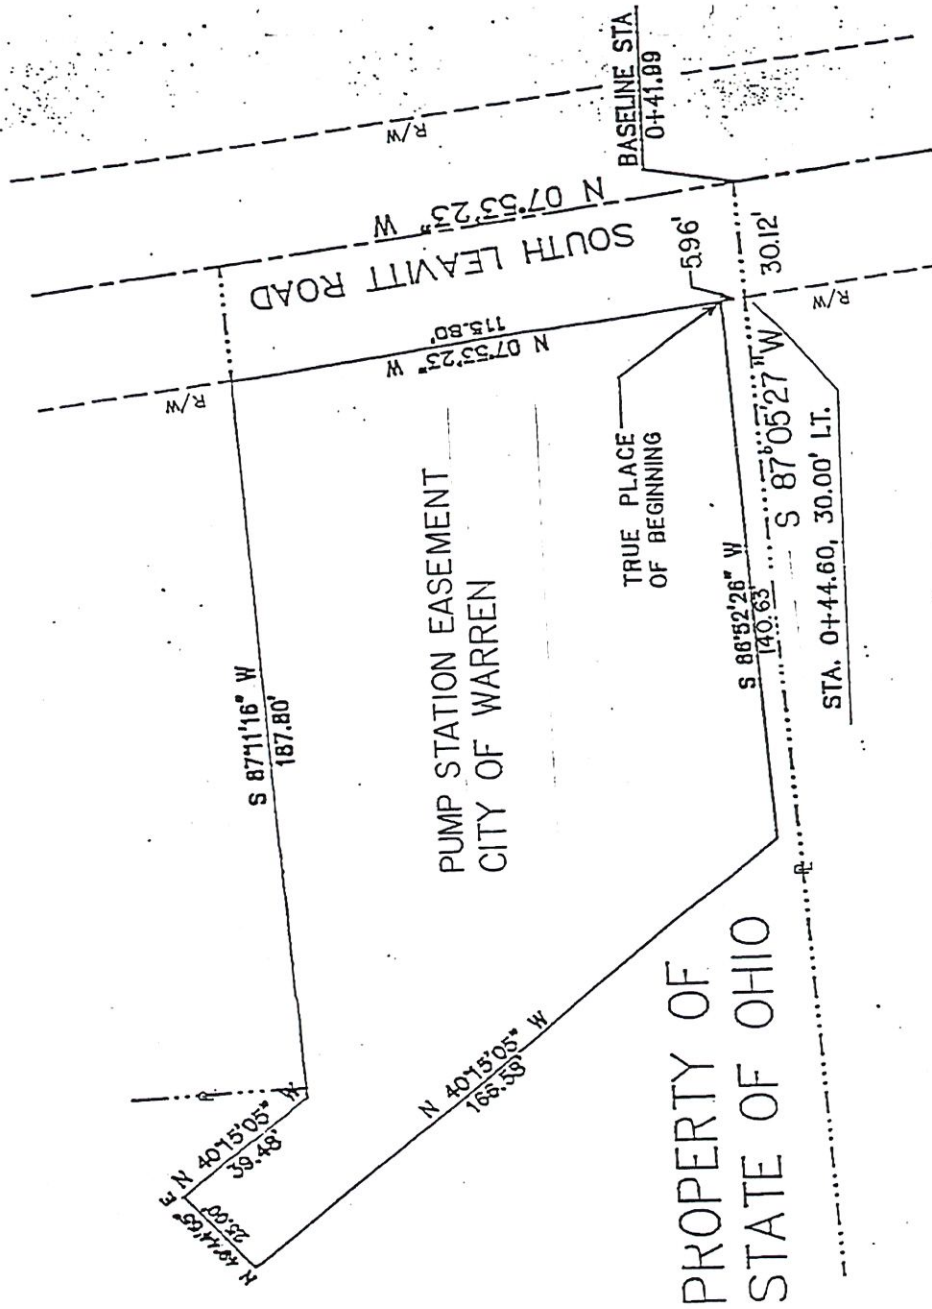 BASELINE STA
0+41.99
R/W
N 07°53'23" W
SOUTH LEAVITT ROAD
5.96'
30.12'
R/W
R/W
N 07°53'23" W
115.80'
TRUE PLACE
OF BEGINNING
S 87°05'27" W
STA. 0+44.60, 30.00' LT.
S 86°52'26" W
140.63'
PUMP STATION EASEMENT
CITY OF WARREN
S 87°11'16" W
187.80'
N 40°15'05" W
39.48'
25.00'
N 40°15'05" W
PROPERTY OF
STATE OF OHIO